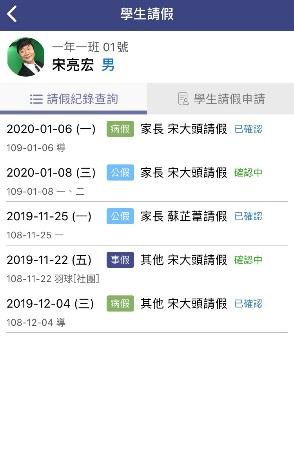 學生請假
一年一班 01號
宋亮宏 男
請假紀錄查詢 學生請假申請
2020-01-06 (一) 病假 家長 宋大頭請假 已確認
109-01-06 導
2020-01-08 (三) 公假 家長 宋大頭請假 確認中
109-01-08 一、二
2019-11-25 (一) 公假 家長 蘇芷葦請假 已確認
108-11-25 一
2019-11-22 (五) 事假 其他 宋大頭請假 確認中
108-11-22 羽球[社團]
2019-12-04 (三) 病假 其他 宋大頭請假 已確認
108-12-04 導